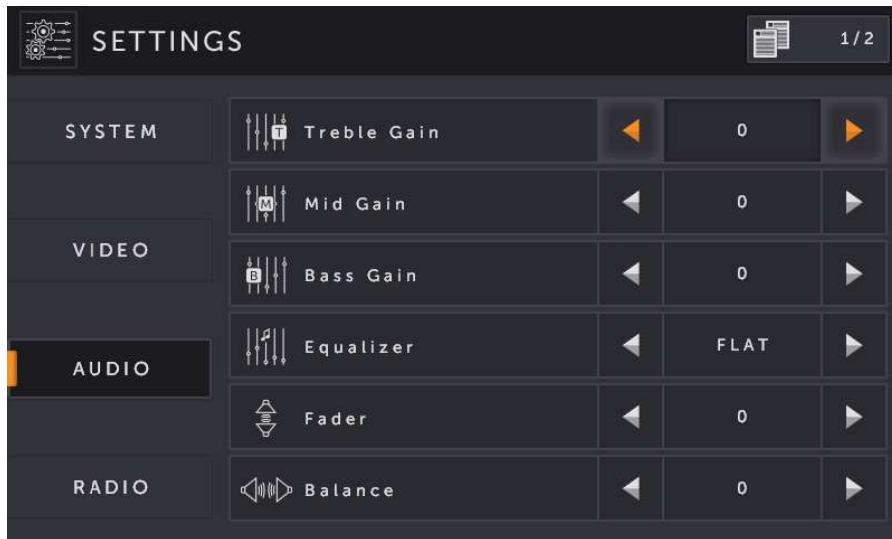 SETTINGS
1/2
SYSTEM
VIDEO
AUDIO
RADIO
T Treble Gain 0
M Mid Gain 0
B Bass Gain 0
Equalizer FLAT
Fader 0
Balance 0